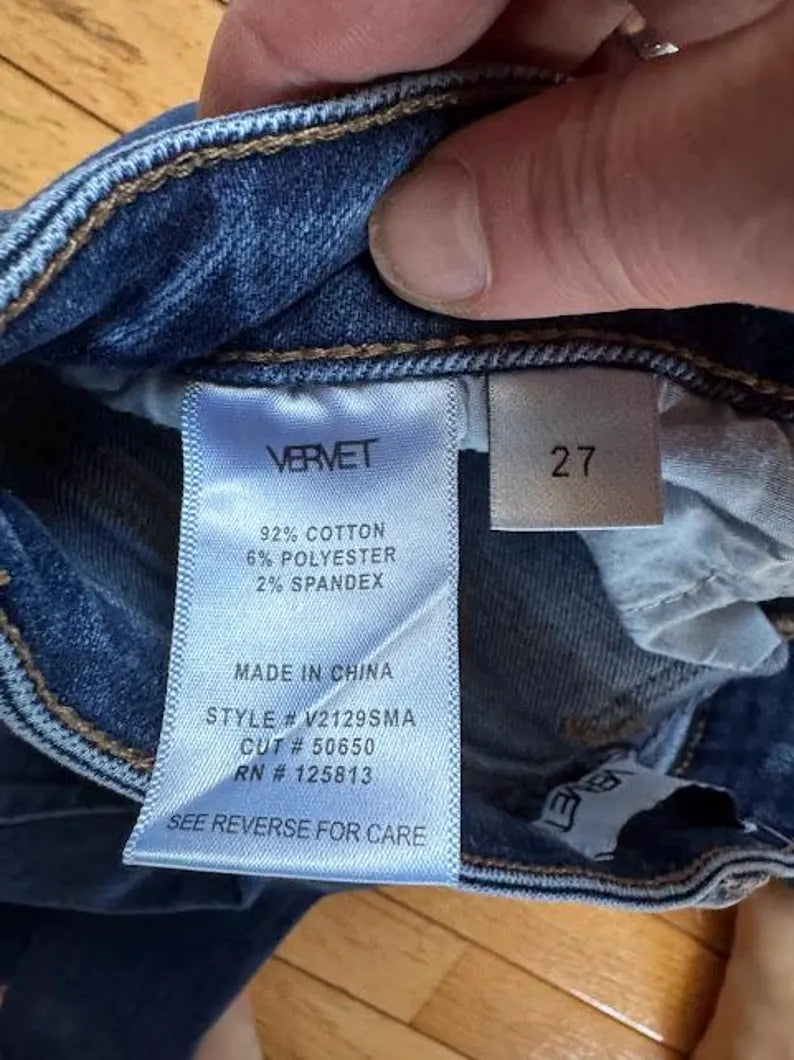 VERVET
92% COTTON
6% POLYESTER
2% SPANDEX
MADE IN CHINA
STYLE # V2129SMA
CUT # 50650
RN # 125813
SEE REVERSE FOR CARE
27
VERVET